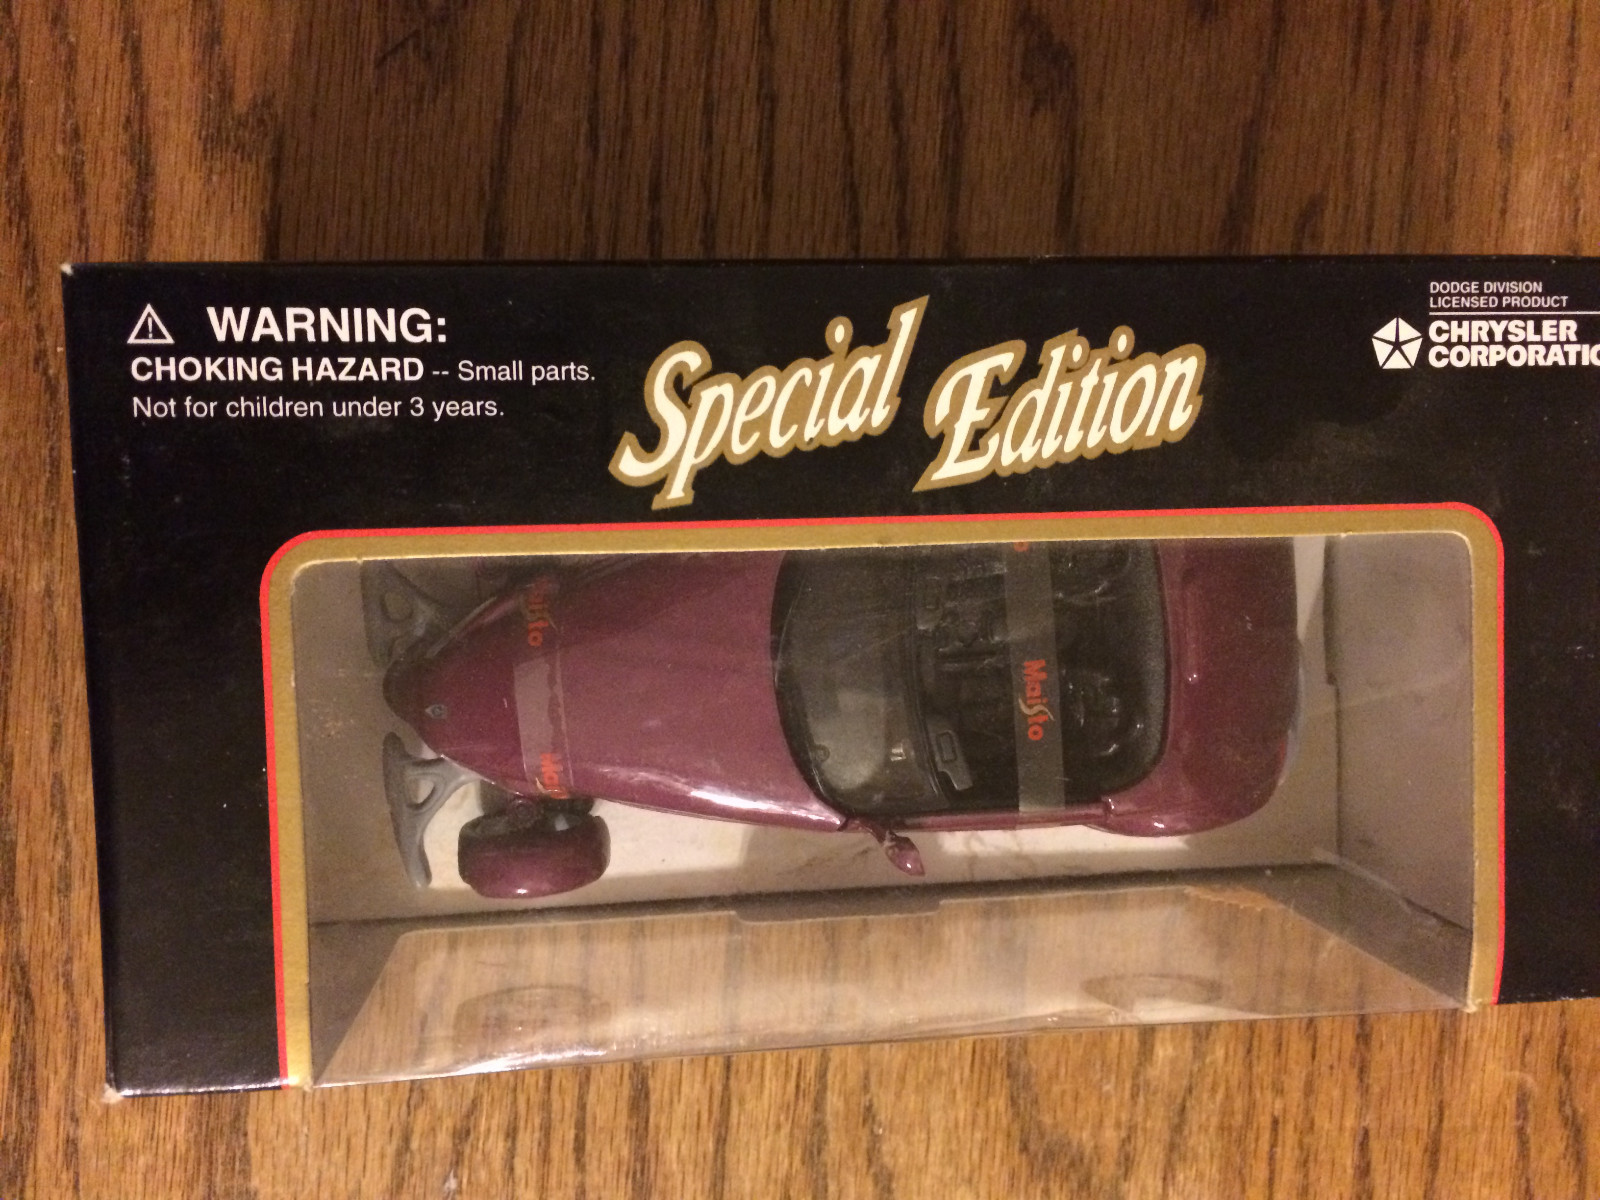 WARNING:
CHOKING HAZARD -- Small parts.
Not for children under 3 years.
Special Edition
DODGE DIVISION
LICENSED PRODUCT
CHRYSLER
CORPORATIO
Maisto
Maisto